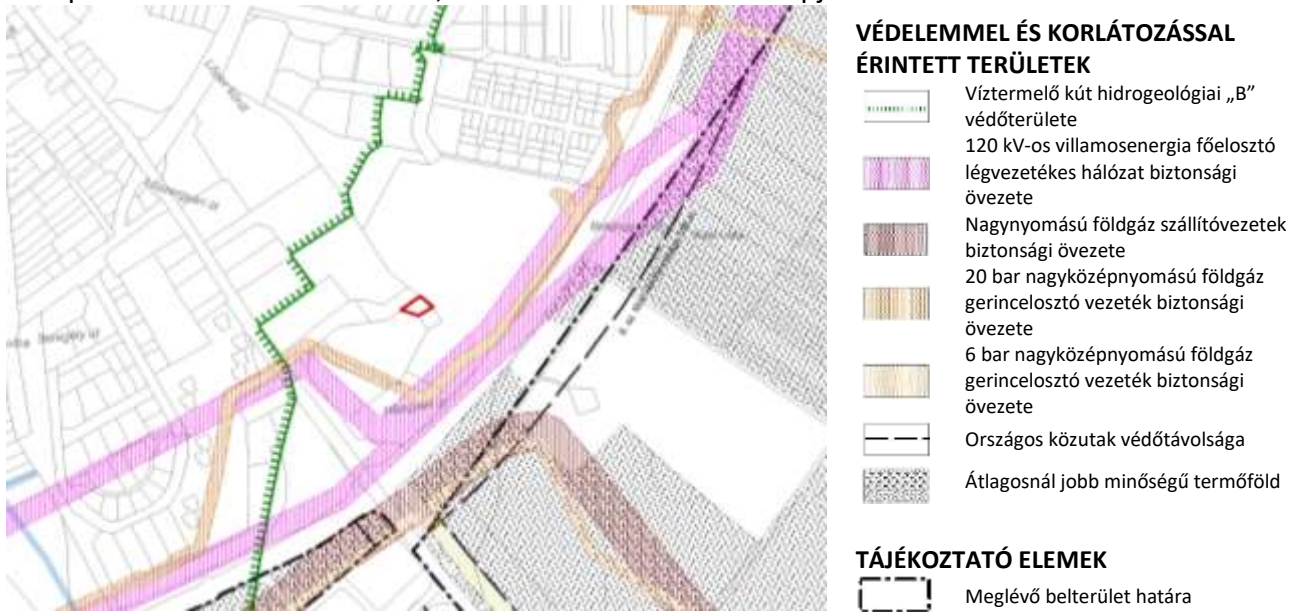 VÉDELEMMEL ÉS KORLÁTOZÁSSAL
ÉRINTETT TERÜLETEK
Víztermelő kút hidrogeológiai „B”
védőterülete
120 kV-os villamosenergia főelosztó
légvezetékes hálózat biztonsági
övezete
Nagynyomású földgáz szállítóvezetek
biztonsági övezete
20 bar nagyközépnyomású földgáz
gerincelosztó vezeték biztonsági
övezete
6 bar nagyközépnyomású földgáz
gerincelosztó vezeték biztonsági
övezete
Országos közutak védőtávolsága
Átlagosnál jobb minőségű termőföld
TÁJÉKOZTATÓ ELEMEK
Meglévő belterület határa